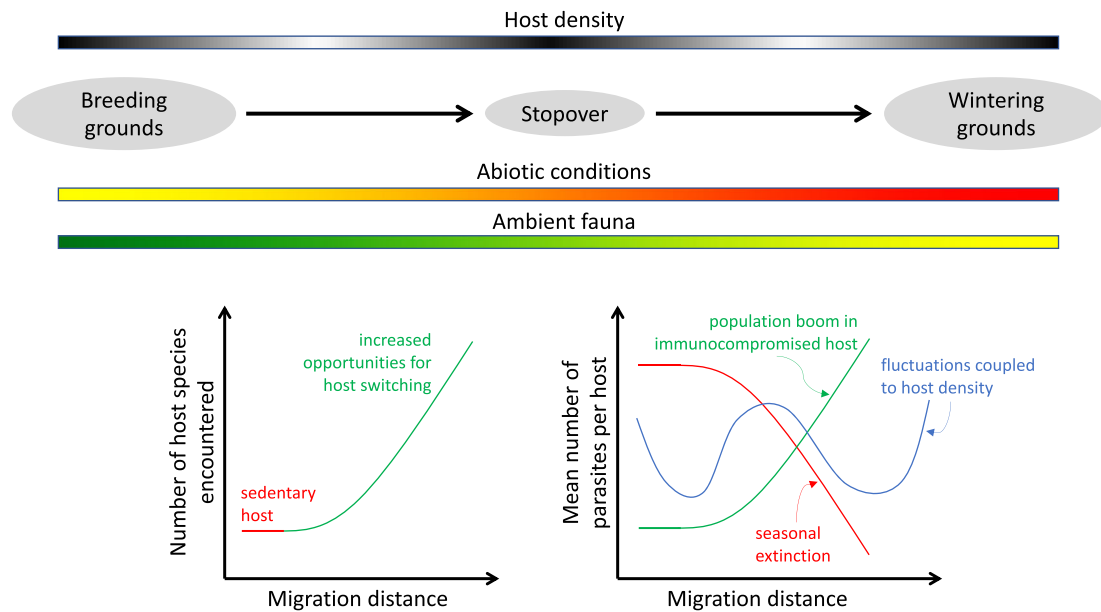 Host density
Breeding
grounds
Stopover
Wintering
grounds
Abiotic conditions
Ambient fauna
Number of host species
encountered
increased
opportunities for
host switching
sedentary
host
Migration distance
Mean number of
parasites per host
population boom in
immunocompromised host
fluctuations coupled
to host density
seasonal
extinction
Migration distance